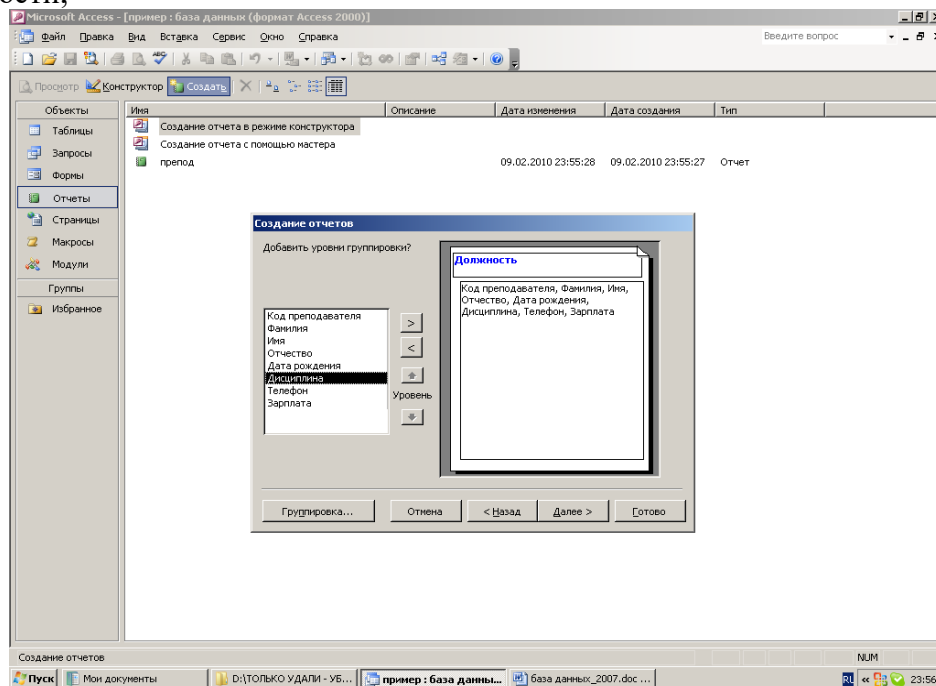 ости,
Microsoft Access - [пример : база данных (формат Access 2000)]
Файл Правка Вид Вставка Сервис Окно Справка Введите вопрос
Просмотр Конструктор Создать
Объекты
Таблицы
Запросы
Формы
Отчеты
Страницы
Макросы
Модули
Группы
Избранное
Имя Описание Дата изменения Дата создания Тип
Создание отчета в режиме конструктора
Создание отчета с помощью мастера
препод 09.02.2010 23:55:28 09.02.2010 23:55:27 Отчет
Создание отчетов
Добавить уровни группировки?
Код преподавателя
Фамилия
Имя
Отчество
Дата рождения
Дисциплина
Телефон
Зарплата
>
<
Уровень
Должность
Код преподавателя, Фамилия, Имя,
Отчество, Дата рождения,
Дисциплина, Телефон, Зарплата
Группировка... Отмена < Назад Далее > Готово
Создание отчетов NUM
Пуск Мои документы D:\ТОЛЬКО УДАЛИ - УБ... пример : база данны... база данных_2007.doc ... RL « 23:56